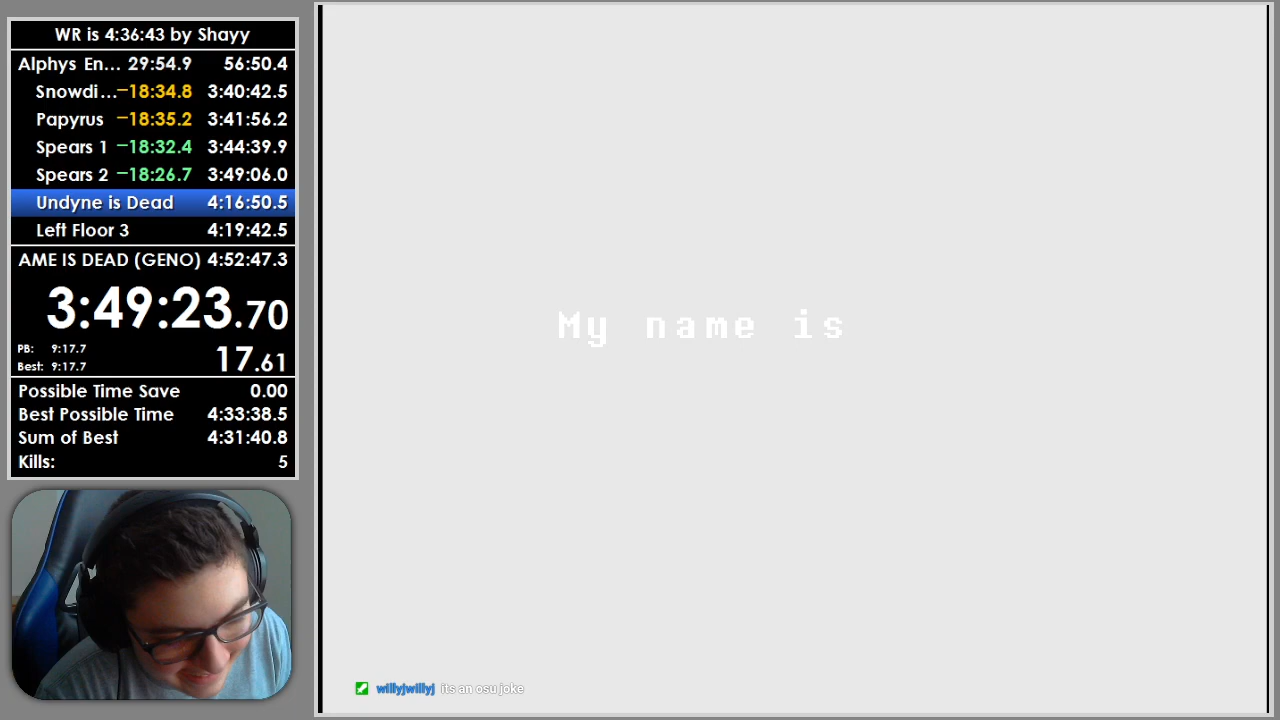 WR is 4:36:43 by Shayy
Alphys En... 29:54.9 56:50.4
Snowdi... −18:34.8 3:40:42.5
Papyrus −18:35.2 3:41:56.2
Spears 1 −18:32.4 3:44:39.9
Spears 2 −18:26.7 3:49:06.0
Undyne is Dead 4:16:50.5
Left Floor 3 4:19:42.5
AME IS DEAD (GENO) 4:52:47.3
3:49:23.70
PB: 9:17.7
Best: 9:17.7
17.61
Possible Time Save 0.00
Best Possible Time 4:33:38.5
Sum of Best 4:31:40.8
Kills: 5
My name is
willyjwillyj its an osu joke